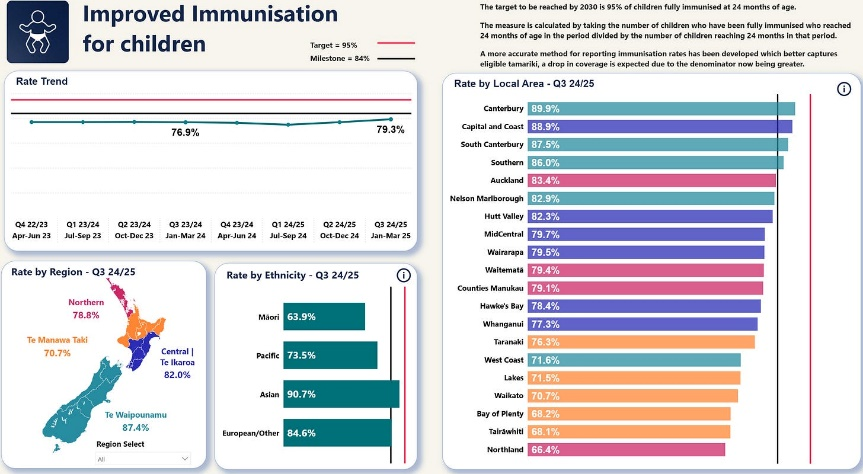 Improved Immunisation
for children
Target = 95%
Milestone = 84%
The target to be reached by 2030 is 95% of children fully immunised at 24 months of age.
The measure is calculated by taking the number of children who have been fully immunised who reached
24 months of age in the period divided by the number of children reaching 24 months in that period.
A more accurate method for reporting immunisation rates has been developed which better captures
eligible tamariki, a drop in coverage is expected due to the denominator now being greater.
Rate Trend
76.9%
79.3%
Q4 22/23 Q1 23/24 Q2 23/24 Q3 23/24 Q4 23/24 Q1 24/25 Q2 24/25 Q3 24/25
Apr-Jun 23 Jul-Sep 23 Oct-Dec 23 Jan-Mar 24 Apr-Jun 24 Jul-Sep 24 Oct-Dec 24 Jan-Mar 25
Rate by Region - Q3 24/25
Northern
78.8%
Te Manawa Taki
70.7%
Central |
Te Ikaroa
82.0%
Te Waipounamu
87.4%
Region Select
All
Rate by Ethnicity - Q3 24/25
i
Māori 63.9%
Pacific 73.5%
Asian 90.7%
European/Other 84.6%
Rate by Local Area - Q3 24/25
i
Canterbury 89.9%
Capital and Coast 88.9%
South Canterbury 87.5%
Southern 86.0%
Auckland 83.4%
Nelson Marlborough 82.9%
Hutt Valley 82.3%
MidCentral 79.7%
Wairarapa 79.5%
Waitematā 79.4%
Counties Manukau 79.1%
Hawke's Bay 78.4%
Whanganui 77.3%
Taranaki 76.3%
West Coast 71.6%
Lakes 71.5%
Waikato 70.7%
Bay of Plenty 68.2%
Tairāwhiti 68.1%
Northland 66.4%